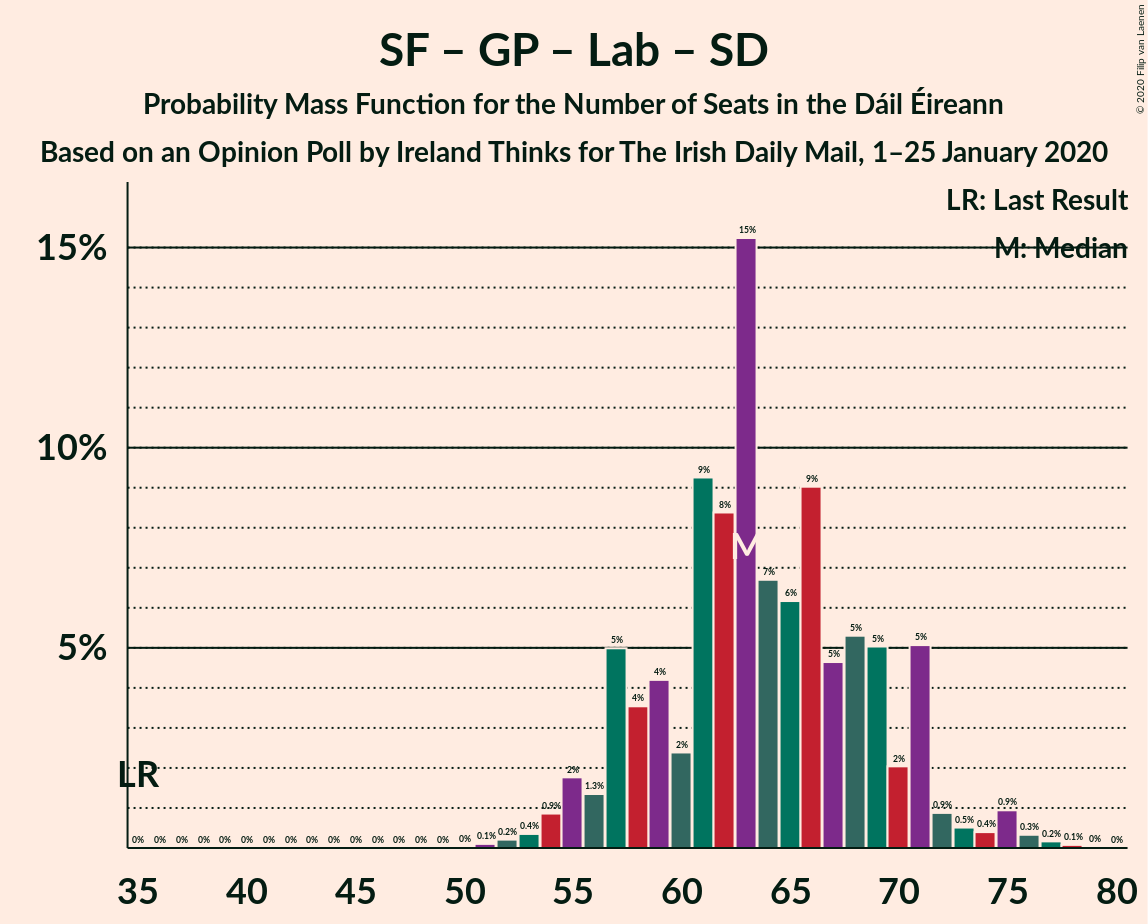 SF – GP – Lab – SD
Probability Mass Function for the Number of Seats in the Dáil Éireann
Based on an Opinion Poll by Ireland Thinks for The Irish Daily Mail, 1–25 January 2020
© 2020 Filip van Laenen
LR: Last Result
M: Median
15%
10%
5%
LR
M
0% 0% 0% 0% 0% 0% 0% 0% 0% 0% 0% 0% 0% 0% 0% 0% 0.1% 0.2% 0.4% 0.9% 2% 1.3% 5% 4% 4% 2% 9% 8% 15% 7% 6% 9% 5% 5% 5% 2% 5% 0.9% 0.5% 0.4% 0.9% 0.3% 0.2% 0.1% 0% 0%
35 40 45 50 55 60 65 70 75 80